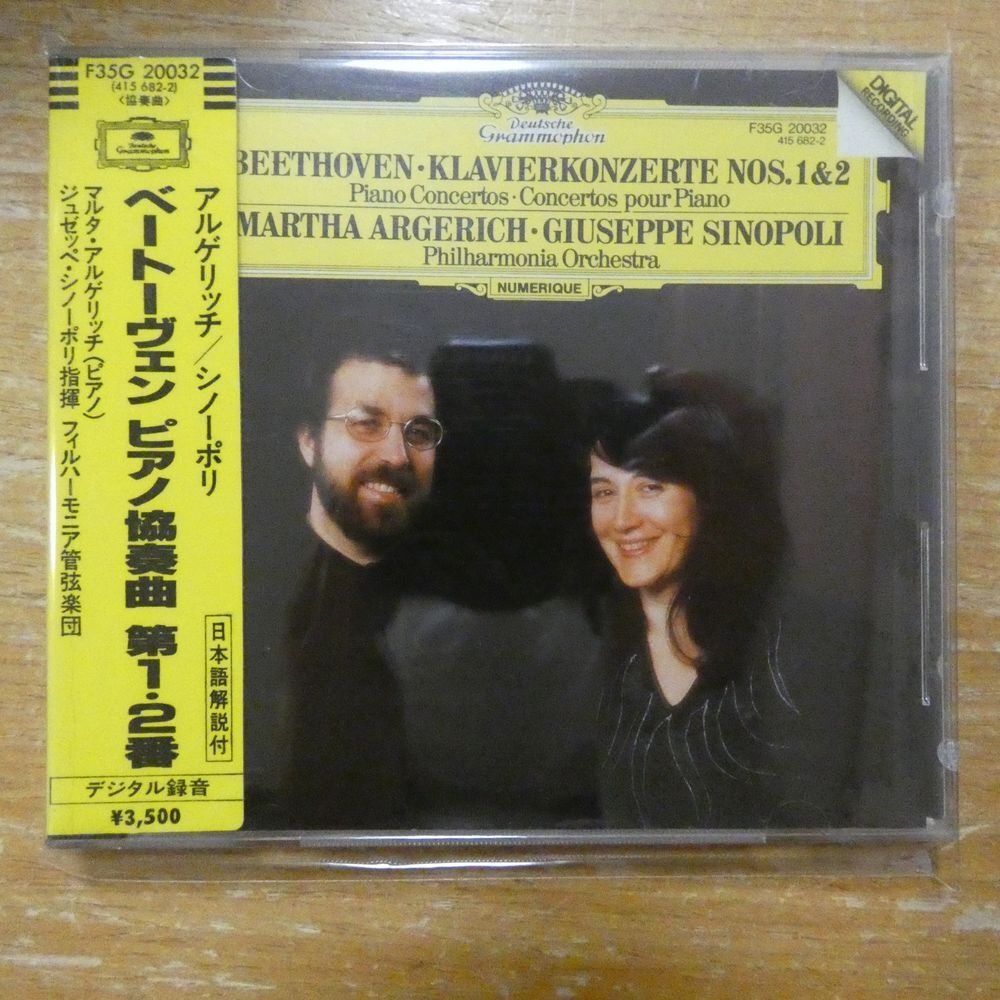 F35G 20032
(415 682-2)
〈協奏曲〉
Deutsche
Grammophon
アルゲリッチ/シノーポリ
ベートーヴェン ピアノ協奏曲 第1・2番
マルタ・アルゲリッチ(ピアノ)
ジュゼッペ・シノーポリ指揮 フィルハーモニア管弦楽団
日本語解説付
デジタル録音
¥3,500
Deutsche
Grammophon
F35G 20032
415 682-2
DIGITAL
RECORDING
BEETHOVEN · KLAVIERKONZERTE NOS. 1 & 2
Piano Concertos · Concertos pour Piano
MARTHA ARGERICH · GIUSEPPE SINOPOLI
Philharmonia Orchestra
NUMERIQUE